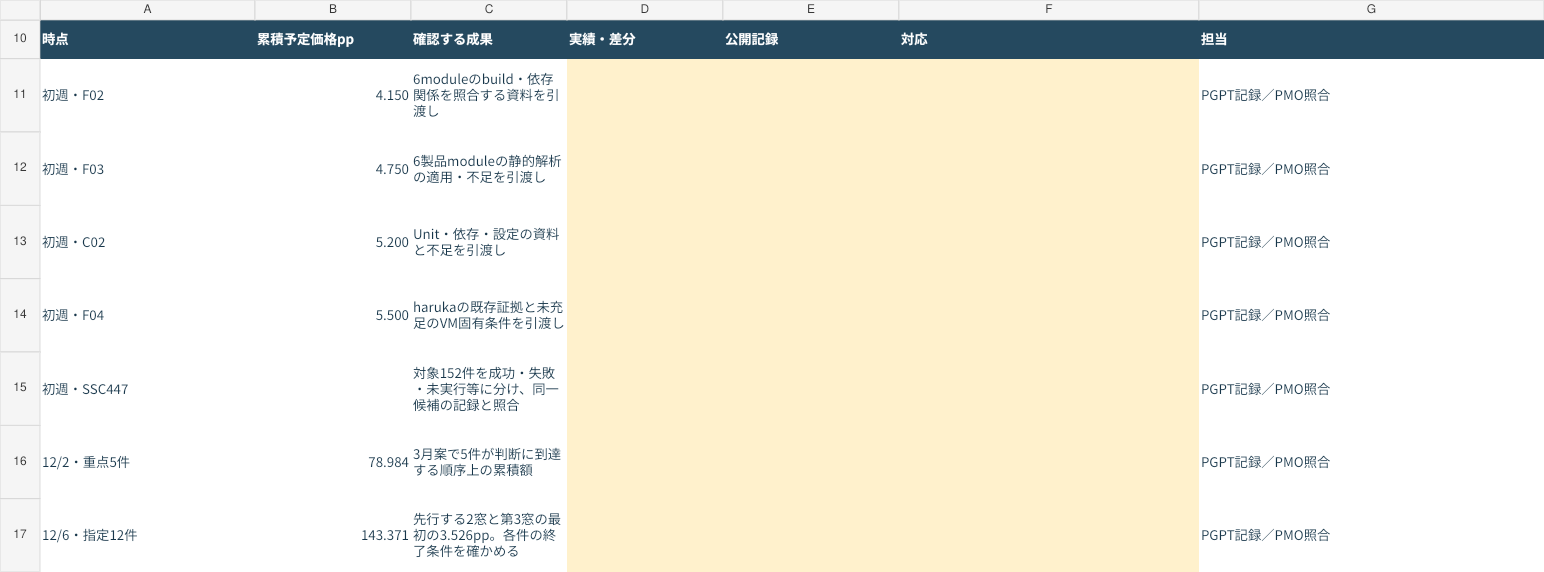 A B C D E F G
10 時点 累積予定価格pp 確認する成果 実績・差分 公開記録 対応 担当
11 初週・F02 4.150 6moduleのbuild・依存
関係を照合する資料を引
渡し PGPT記録／PMO照合
12 初週・F03 4.750 6製品moduleの静的解析
の適用・不足を引渡し PGPT記録／PMO照合
13 初週・C02 5.200 Unit・依存・設定の資料
と不足を引渡し PGPT記録／PMO照合
14 初週・F04 5.500 harukaの既存証拠と未充
足のVM固有条件を引渡し PGPT記録／PMO照合
15 初週・SSC447 対象152件を成功・失敗
・未実行等に分け、同一
候補の記録と照合 PGPT記録／PMO照合
16 12/2・重点5件 78.984 3月案で5件が判断に到達
する順序上の累積額 PGPT記録／PMO照合
17 12/6・指定12件 143.371 先行する2窓と第3窓の最
初の3.526pp。各件の終
了条件を確かめる PGPT記録／PMO照合